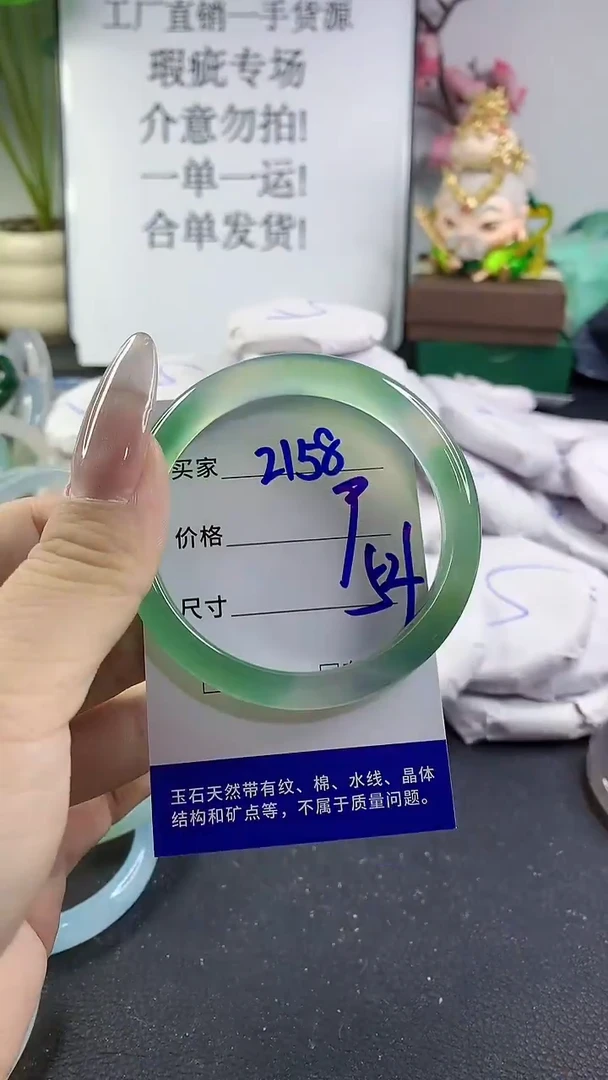 工厂直销一手货源
瑕疵专场
介意勿拍!
一单一运!
合单发货!
买家 2158
价格
尺寸 54
玉石天然带有纹、棉、水线、晶体
结构和矿点等，不属于质量问题。